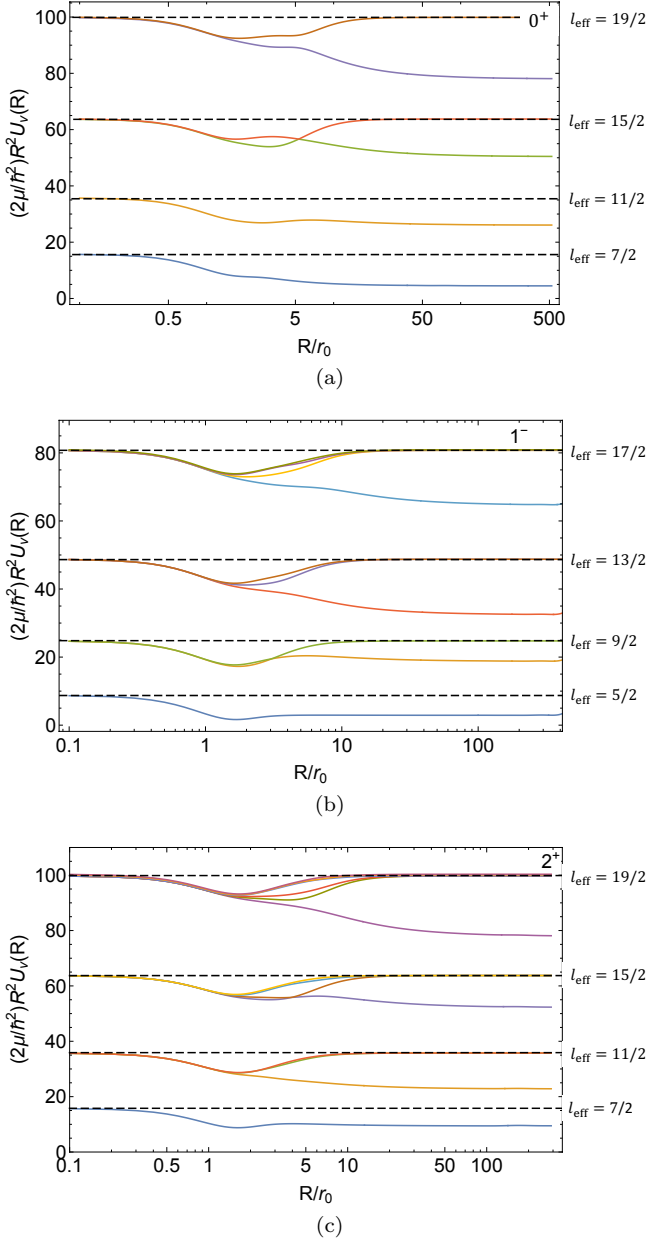 0⁺
(2μ/ℏ²)R²U_ν(R)
100
80
60
40
20
0
l_eff = 19/2
l_eff = 15/2
l_eff = 11/2
l_eff = 7/2
0.5 5 50 500
R/r₀
(a)
1⁻
(2μ/ℏ²)R²U_ν(R)
80
60
40
20
0
l_eff = 17/2
l_eff = 13/2
l_eff = 9/2
l_eff = 5/2
0.1 1 10 100
R/r₀
(b)
2⁺
(2μ/ℏ²)R²U_ν(R)
100
80
60
40
20
0
l_eff = 19/2
l_eff = 15/2
l_eff = 11/2
l_eff = 7/2
0.1 0.5 1 5 10 50 100
R/r₀
(c)